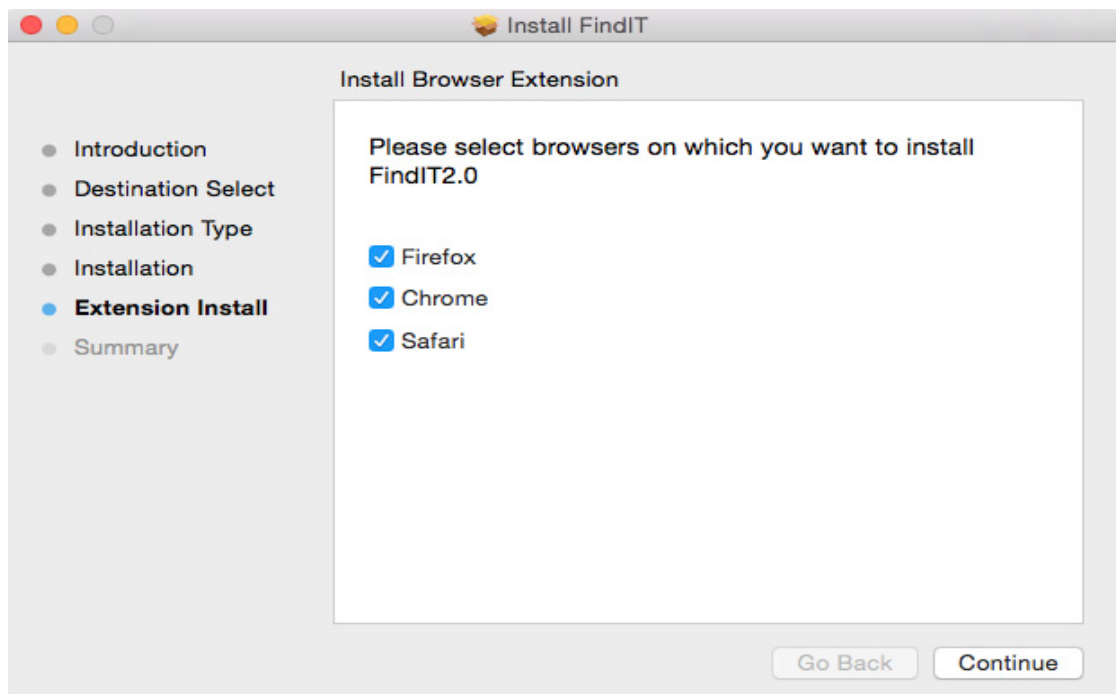 Install FindIT
Install Browser Extension
Introduction
Destination Select
Installation Type
Installation
Extension Install
Summary
Please select browsers on which you want to install
FindIT2.0
Firefox
Chrome
Safari
Go Back
Continue